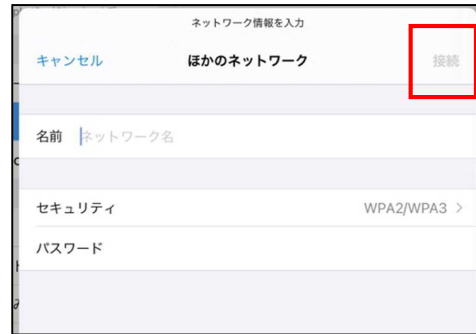 ネットワーク情報を入力
キャンセル ほかのネットワーク 接続
名前 ネットワーク名
セキュリティ WPA2/WPA3 >
パスワード